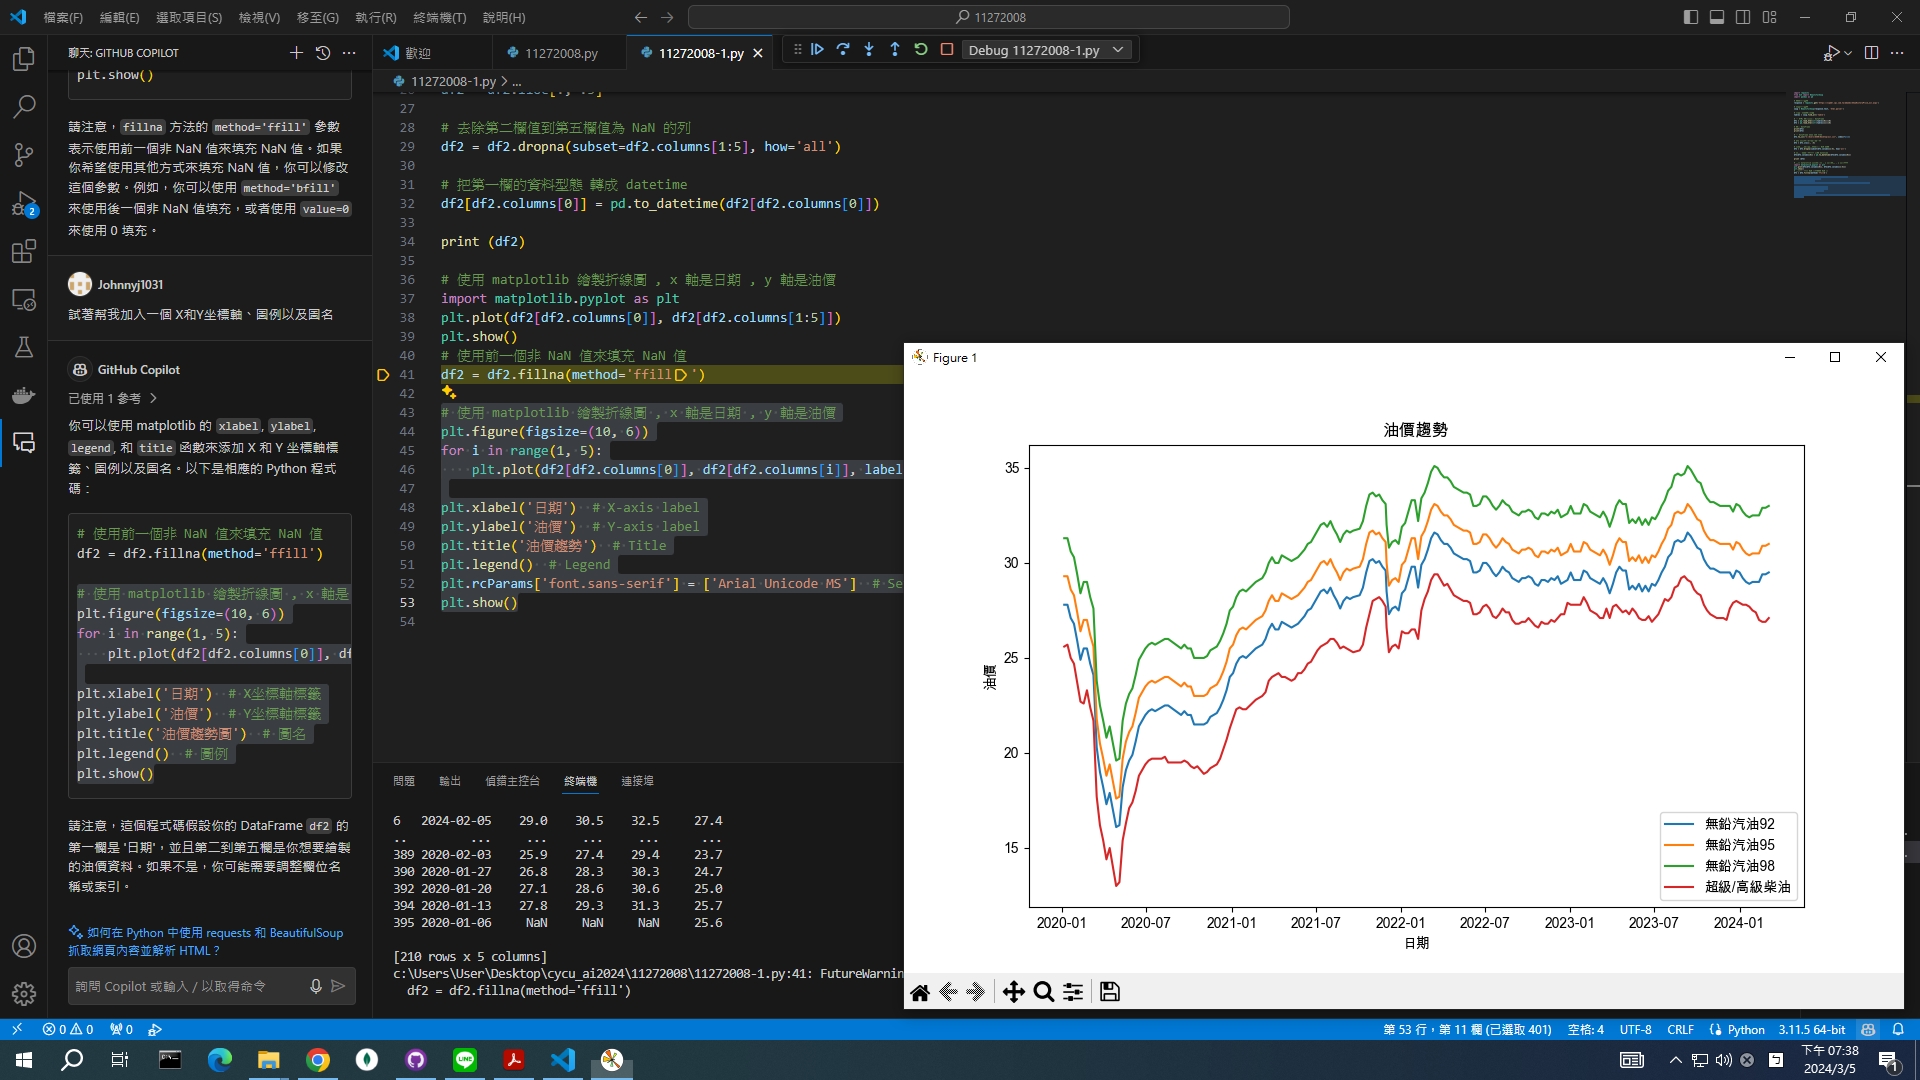 檔案(F) 編輯(E) 選取項目(S) 檢視(V) 移至(G) 執行(R) 終端機(T) 說明(H)
11272008
聊天: GITHUB COPILOT
plt.show()
請注意，fillna 方法的 method='ffill' 參數
表示使用前一個非 NaN 值來填充 NaN 值。如果
你希望使用其他方式來填充 NaN 值，你可以修改
這個參數。例如，你可以使用 method='bfill'
來使用後一個非 NaN 值填充，或者使用 value=0
來使用 0 填充。
Johnnyj1031
試著幫我加入一個 X和Y坐標軸、圖例以及圖名
GitHub Copilot
已使用 1 參考
你可以使用 matplotlib 的 xlabel, ylabel,
legend, 和 title 函數來添加 X 和 Y 坐標軸標
籤、圖例以及圖名。以下是相應的 Python 程式
碼：
# 使用前一個非 NaN 值來填充 NaN 值
df2 = df2.fillna(method='ffill')
# 使用 matplotlib 繪製折線圖 , x 軸是
plt.figure(figsize=(10, 6))
for i in range(1, 5):
plt.plot(df2[df2.columns[0]], df
plt.xlabel('日期')  # X坐標軸標籤
plt.ylabel('油價')  # Y坐標軸標籤
plt.title('油價趨勢圖')  # 圖名
plt.legend()  # 圖例
plt.show()
請注意，這個程式碼假設你的 DataFrame df2 的
第一欄是 '日期'，並且第二到第五欄是你想要繪製
的油價資料。如果不是，你可能需要調整欄位名
稱或索引。
如何在 Python 中使用 requests 和 BeautifulSoup
抓取網頁內容並解析 HTML？
詢問 Copilot 或輸入 / 以取得命令
歡迎 11272008.py 11272008-1.py
Debug 11272008-1.py
11272008-1.py > ...
27
28 # 去除第二欄值到第五欄值為 NaN 的列
29 df2 = df2.dropna(subset=df2.columns[1:5], how='all')
30
31 # 把第一欄的資料型態 轉成 datetime
32 df2[df2.columns[0]] = pd.to_datetime(df2[df2.columns[0]])
33
34 print (df2)
35
36 # 使用 matplotlib 繪製折線圖 , x 軸是日期 , y 軸是油價
37 import matplotlib.pyplot as plt
38 plt.plot(df2[df2.columns[0]], df2[df2.columns[1:5]])
39 plt.show()
40 # 使用前一個非 NaN 值來填充 NaN 值
41 df2 = df2.fillna(method='ffill')
42
43 # 使用 matplotlib 繪製折線圖 , x 軸是日期 , y 軸是油價
44 plt.figure(figsize=(10, 6))
45 for i in range(1, 5):
46 plt.plot(df2[df2.columns[0]], df2[df2.columns[i]], label
47
48 plt.xlabel('日期')  # X-axis label
49 plt.ylabel('油價')  # Y-axis label
50 plt.title('油價趨勢')  # Title
51 plt.legend()  # Legend
52 plt.rcParams['font.sans-serif'] = ['Arial Unicode MS']  # Se
53 plt.show()
54
問題 輸出 偵錯主控台 終端機 連接埠
6 2024-02-05 29.0 30.5 32.5 27.4
.. ... ... ... ... ...
389 2020-02-03 25.9 27.4 29.4 23.7
390 2020-01-27 26.8 28.3 30.3 24.7
392 2020-01-20 27.1 28.6 30.6 25.0
394 2020-01-13 27.8 29.3 31.3 25.7
395 2020-01-06 NaN NaN NaN 25.6
[210 rows x 5 columns]
c:\Users\User\Desktop\cycu_ai2024\11272008\11272008-1.py:41: FutureWarnin
df2 = df2.fillna(method='ffill')
Figure 1
油價趨勢
35
30
25
20
15
油價
無鉛汽油92
無鉛汽油95
無鉛汽油98
超級/高級柴油
2020-01 2020-07 2021-01 2021-07 2022-01 2022-07 2023-01 2023-07 2024-01
日期
0 0 0 第 53 行，第 11 欄 (已選取 401) 空格: 4 UTF-8 CRLF Python 3.11.5 64-bit
下午 07:38
2024/3/5
2
1
LINE